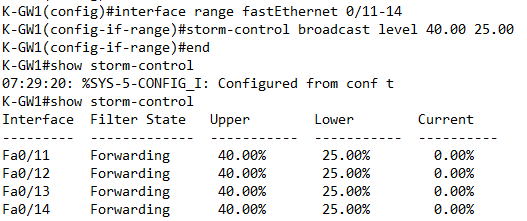 K-GW1(config)#interface range fastEthernet 0/11-14
K-GW1(config-if-range)#storm-control broadcast level 40.00 25.00
K-GW1(config-if-range)#end
K-GW1#show storm-control
07:29:20: %SYS-5-CONFIG_I: Configured from conf t
K-GW1#show storm-control
Interface  Filter State   Upper        Lower        Current
---------  -------------  -----------  -----------  ----------
Fa0/11     Forwarding      40.00%       25.00%        0.00%
Fa0/12     Forwarding      40.00%       25.00%        0.00%
Fa0/13     Forwarding      40.00%       25.00%        0.00%
Fa0/14     Forwarding      40.00%       25.00%        0.00%